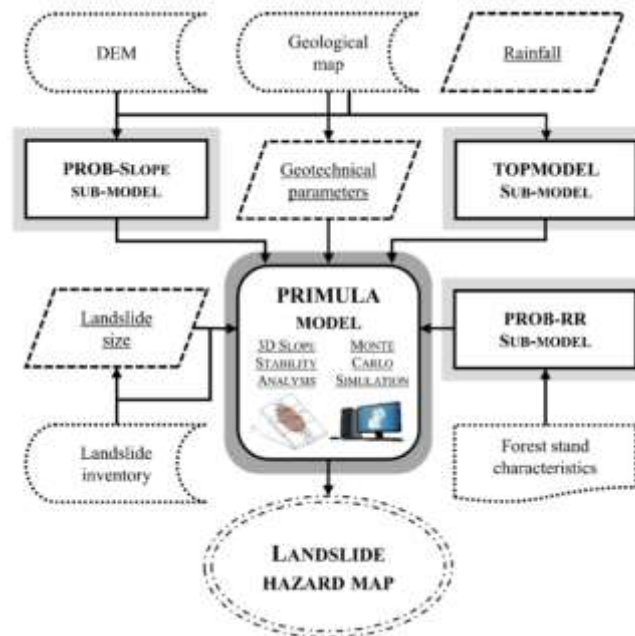 DEM
Geological
map
Rainfall
PROB-SLOPE
SUB-MODEL
Geotechnical
parameters
TOPMODEL
SUB-MODEL
Landslide
size
PRIMULA
MODEL
3D SLOPE
STABILITY
ANALYSIS
MONTE
CARLO
SIMULATION
PROB-RR
SUB-MODEL
Landslide
inventory
Forest stand
characteristics
LANDSLIDE
HAZARD MAP